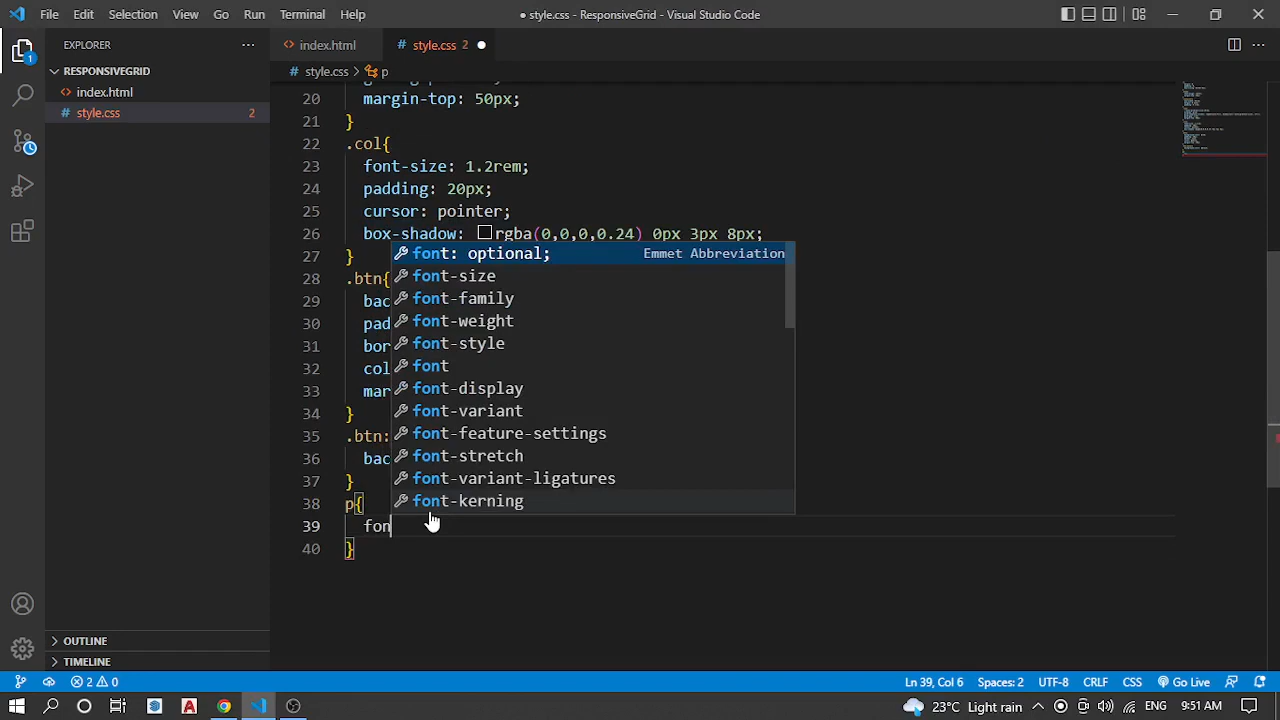 File Edit Selection View Go Run Terminal Help
● style.css - ResponsiveGrid - Visual Studio Code
EXPLORER
index.html
style.css 2
RESPONSIVEGRID
style.css > p
index.html
style.css 2
20
margin-top: 50px;
21 }
22 .col{
23 font-size: 1.2rem;
24 padding: 20px;
25 cursor: pointer;
26 box-shadow: rgba(0,0,0,0.24) 0px 3px 8px;
27 }
28 .btn{
29 bac
30 pad
31 bor
32 col
33 mar
34 }
35 .btn:
36 bac
37 }
38 p{
39 fon
40 }
font: optional; Emmet Abbreviation
font-size
font-family
font-weight
font-style
font
font-display
font-variant
font-feature-settings
font-stretch
font-variant-ligatures
font-kerning
1
OUTLINE
TIMELINE
2 0
Ln 39, Col 6 Spaces: 2 UTF-8 CRLF CSS Go Live
23°C Light rain ENG 9:51 AM